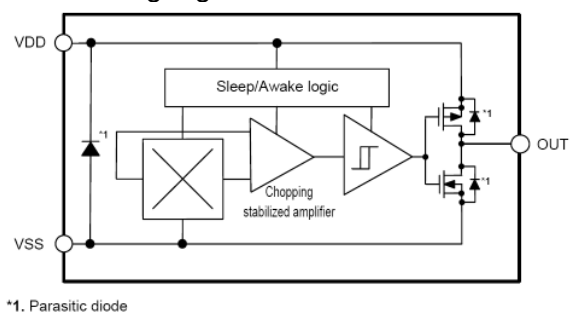 VDD
Sleep/Awake logic
*1
*1
OUT
*1
Chopping
stabilized amplifier
VSS
*1. Parasitic diode